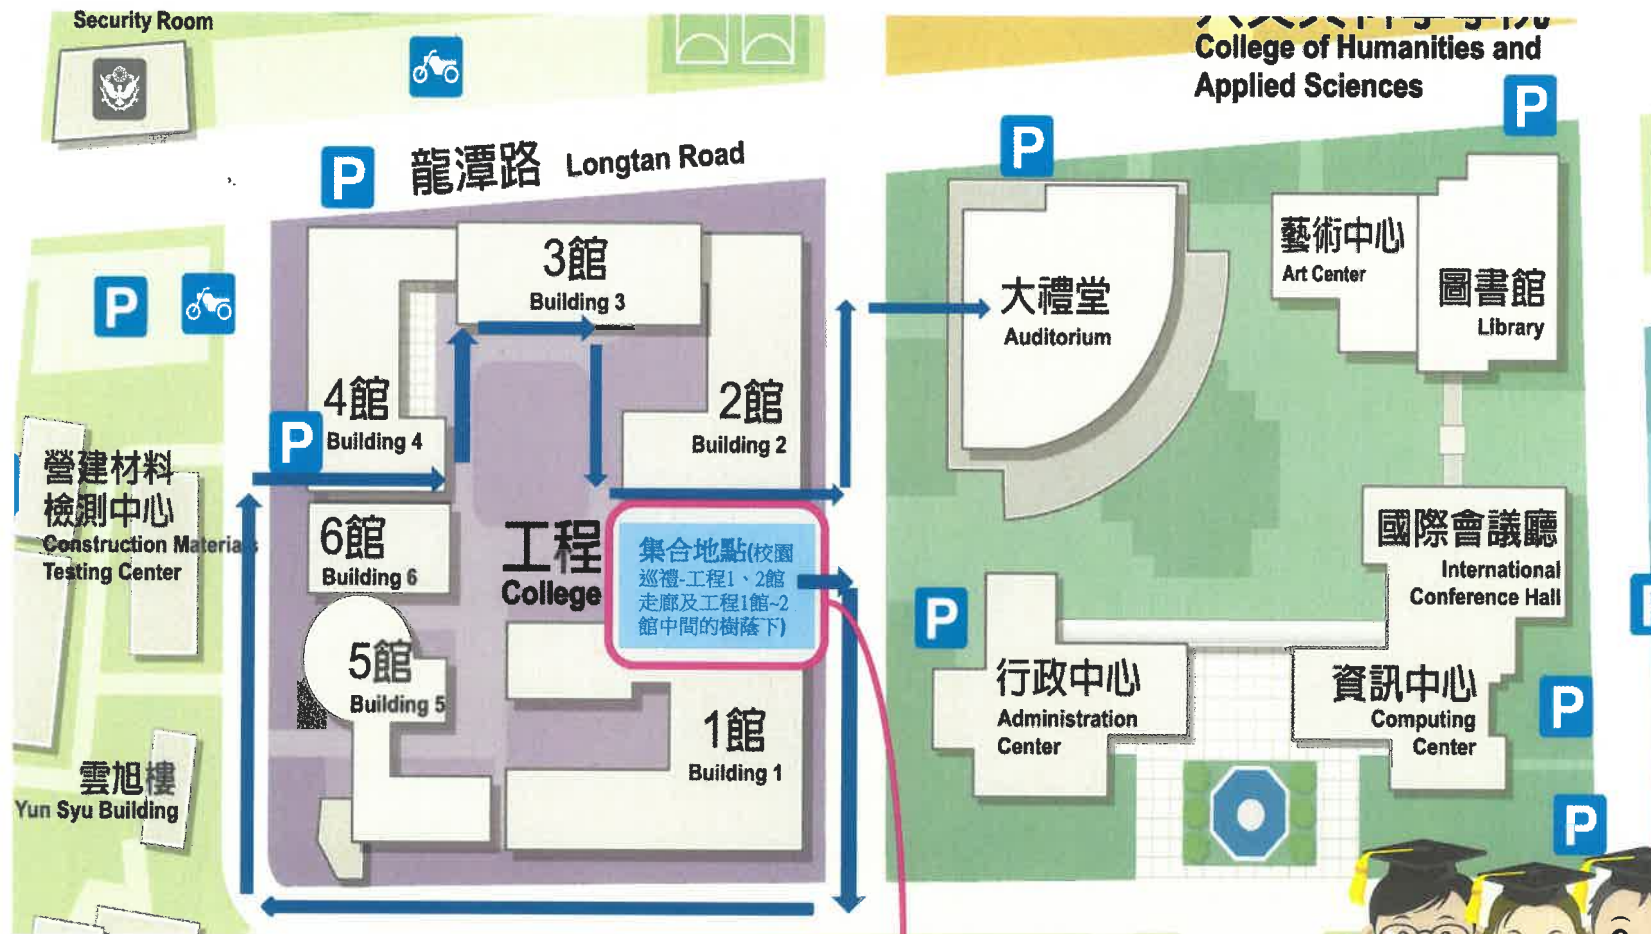 Security Room
College of Humanities and
Applied Sciences
P
P
P
龍潭路 Longtan Road
3館
Building 3
大禮堂
Auditorium
藝術中心
Art Center
圖書館
Library
P
4館
Building 4
P
2館
Building 2
營建材料
檢測中心
Construction Materials
Testing Center
6館
Building 6
工程
College
集合地點(校園
巡禮-工程1、2館
走廊及工程1館~2
館中間的樹蔭下)
國際會議廳
International
Conference Hall
P
5館
Building 5
行政中心
Administration
Center
資訊中心
Computing
Center
P
1館
Building 1
雲旭樓
Yun Syu Building
P